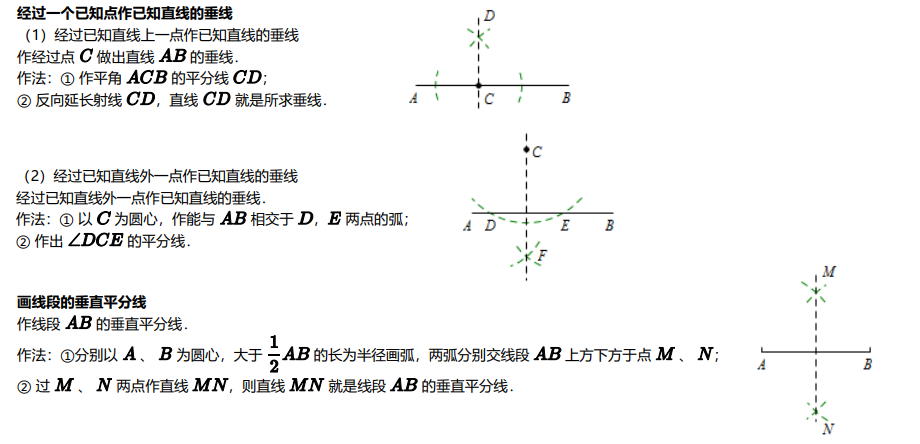 经过一个已知点作已知直线的垂线
（1）经过已知直线上一点作已知直线的垂线
作经过点 C 做出直线 AB 的垂线．
作法：① 作平角 ACB 的平分线 CD；
② 反向延长射线 CD，直线 CD 就是所求垂线．
D
A
C
B
（2）经过已知直线外一点作已知直线的垂线
经过已知直线外一点作已知直线的垂线．
作法：① 以 C 为圆心，作能与 AB 相交于 D，E 两点的弧；
② 作出 ∠DCE 的平分线．
C
A D E B
F
画线段的垂直平分线
作线段 AB 的垂直平分线．
作法：①分别以 A 、 B 为圆心，大于 1/2 AB 的长为半径画弧，两弧分别交线段 AB 上方下方于点 M 、 N；
② 过 M 、 N 两点作直线 MN，则直线 MN 就是线段 AB 的垂直平分线．
M
A B
N